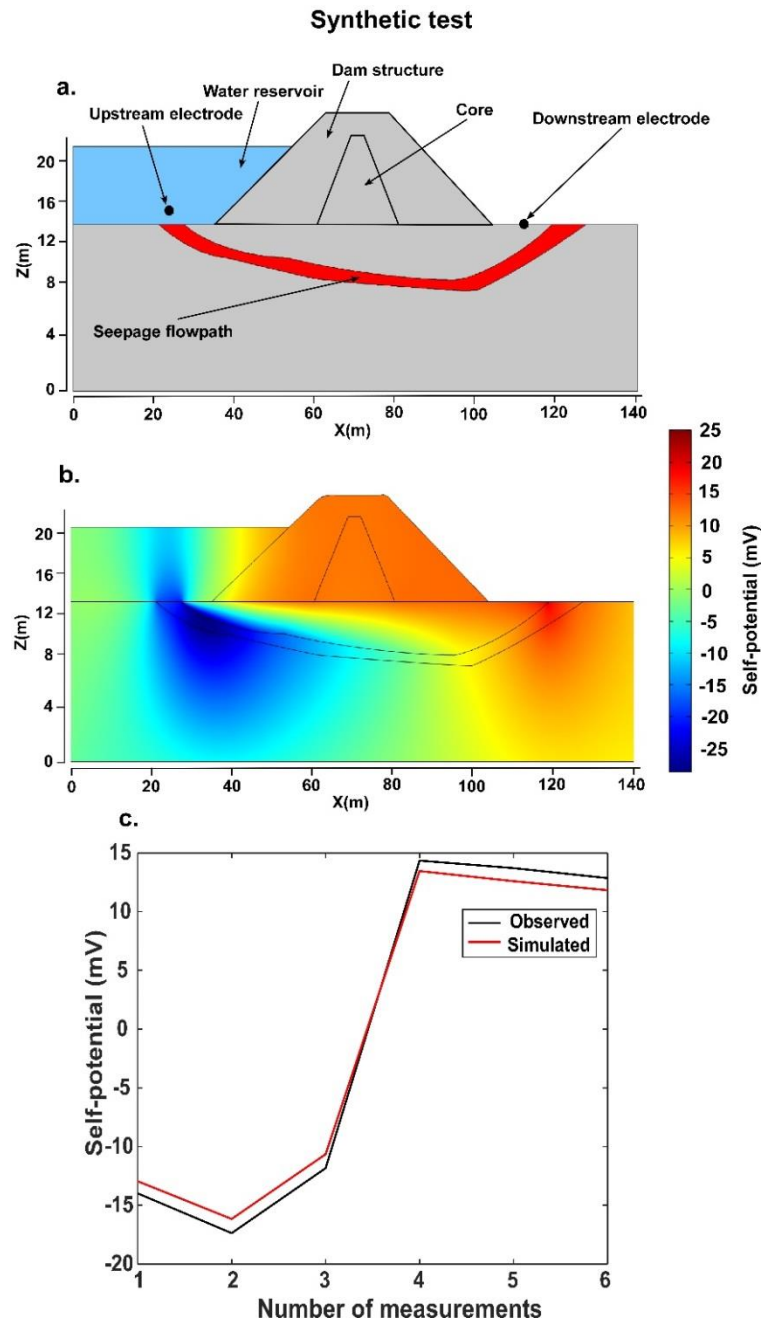 Synthetic test
a.
Dam structure
Water reservoir
Core
Upstream electrode
Downstream electrode
20
16
12
8
4
0
Z(m)
Seepage flowpath
0 20 40 60 80 100 120 140
X(m)
b.
20
16
12
8
4
0
Z(m)
0 20 40 60 80 100 120 140
X(m)
25
20
15
10
5
0
-5
-10
-15
-20
-25
Self-potential (mV)
c.
15
10
5
0
-5
-10
-15
-20
Self-potential (mV)
Observed
Simulated
1 2 3 4 5 6
Number of measurements